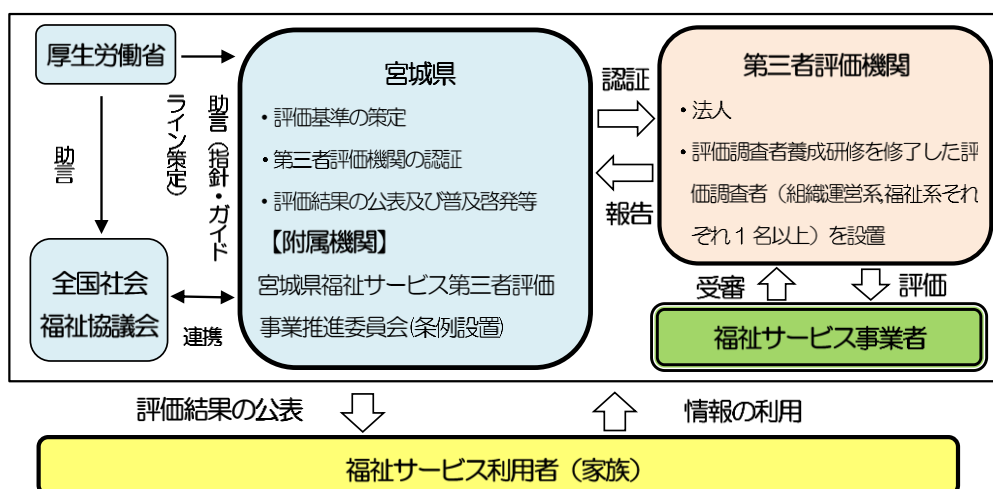 厚生労働省
助言
助言(指針・ガイド
ライン策定)
全国社会
福祉協議会
連携
宮城県
・評価基準の策定
・第三者評価機関の認証
・評価結果の公表及び普及啓発等
【附属機関】
宮城県福祉サービス第三者評価
事業推進委員会(条例設置)
認証
報告
第三者評価機関
・法人
・評価調査者養成研修を修了した評
価調査者(組織運営系,福祉系それ
ぞれ1名以上)を設置
受審
評価
福祉サービス事業者
評価結果の公表
情報の利用
福祉サービス利用者(家族)